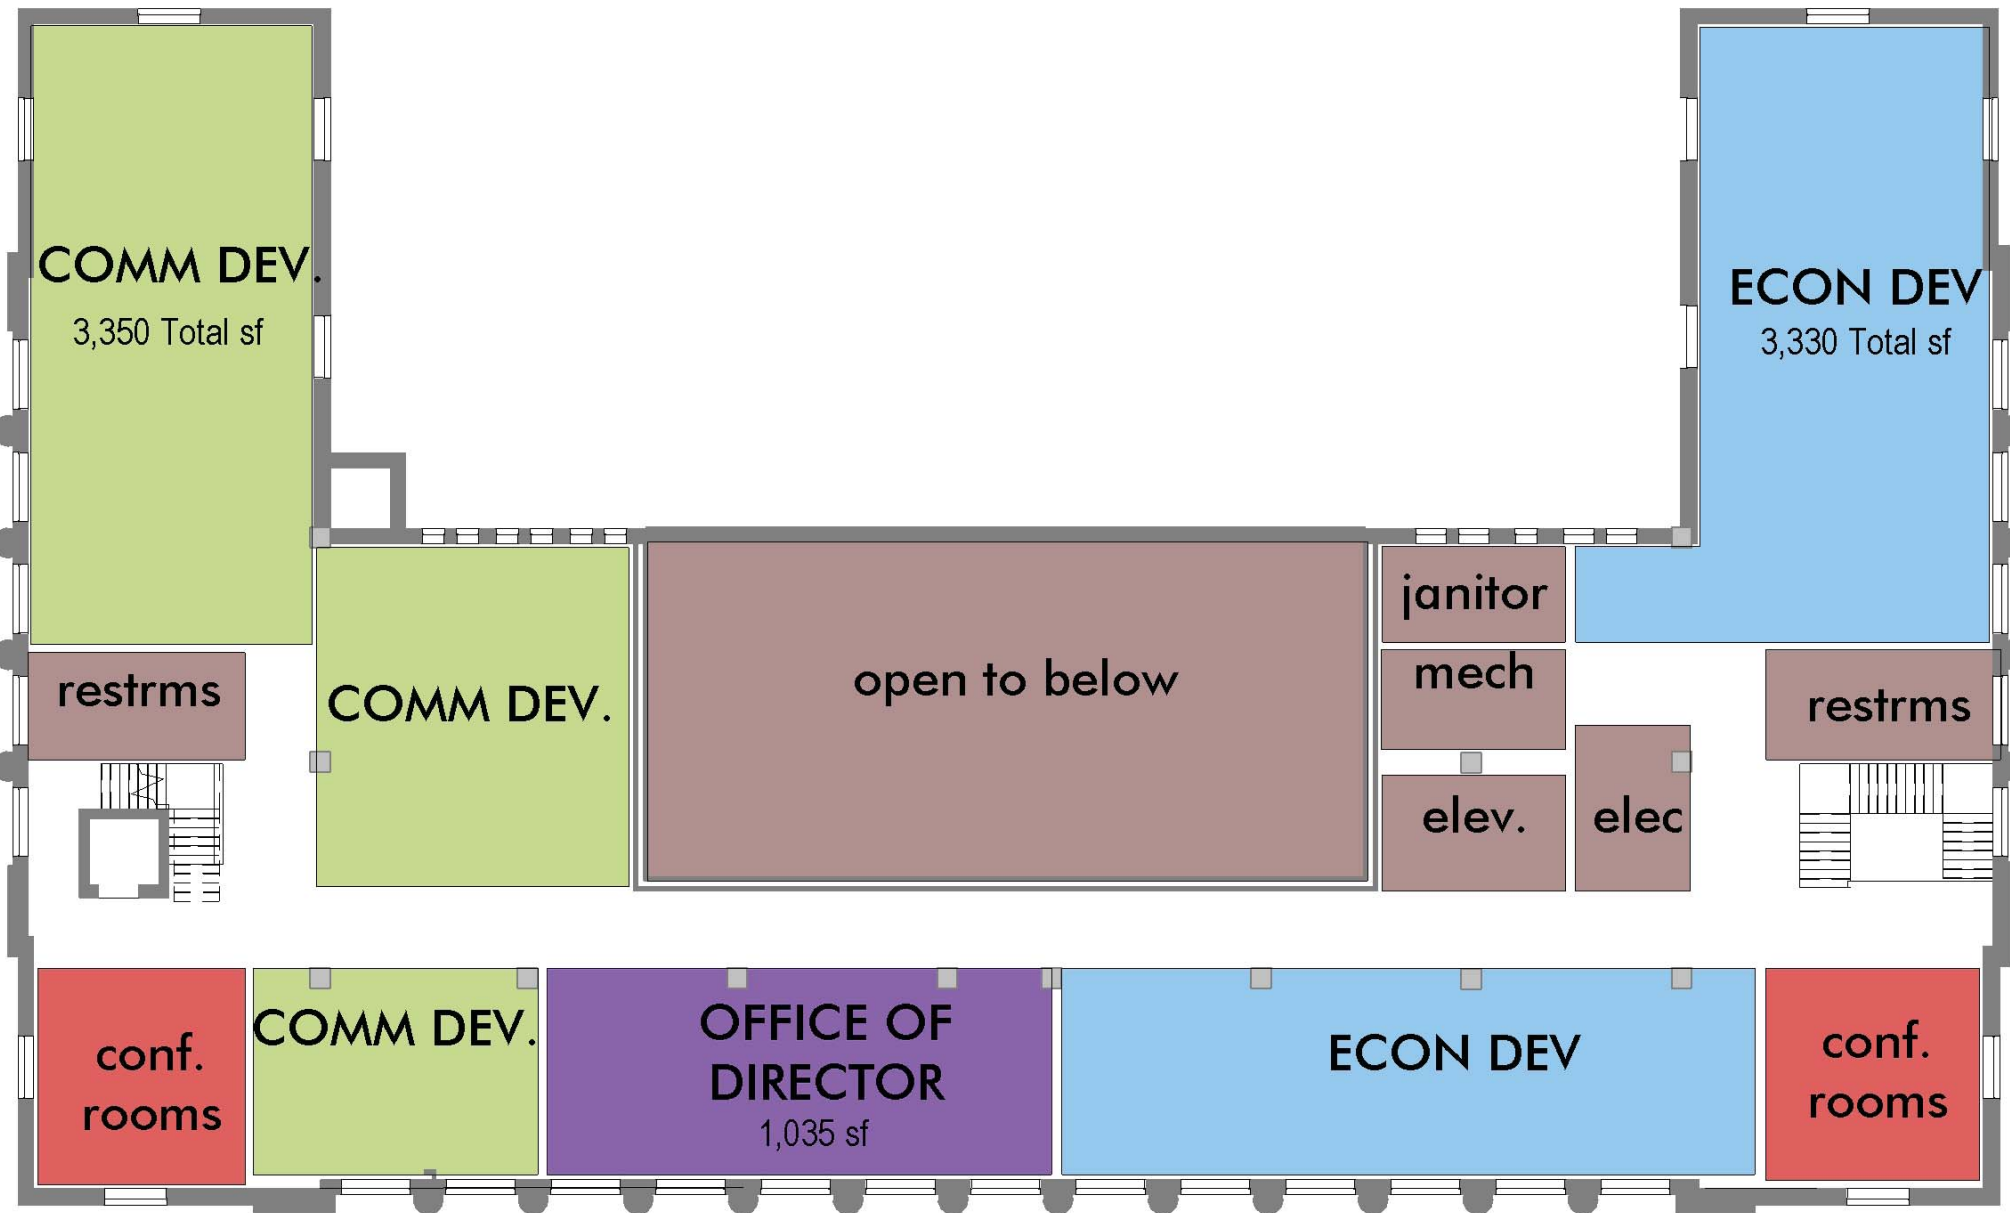 COMM DEV.
3,350 Total sf
ECON DEV
3,330 Total sf
restrms
COMM DEV.
open to below
janitor
mech
elev.
elec
restrms
conf.
rooms
COMM DEV.
OFFICE OF
DIRECTOR
1,035 sf
ECON DEV
conf.
rooms